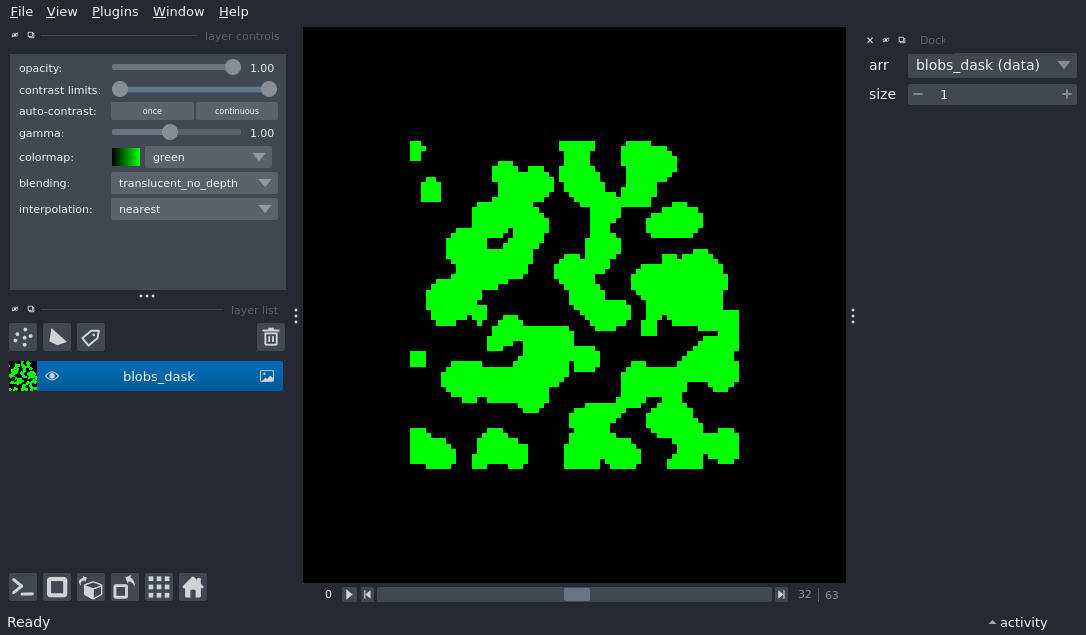 File View Plugins Window Help
layer controls
opacity: 1.00
contrast limits:
auto-contrast: once continuous
gamma: 1.00
colormap: green
blending: translucent_no_depth
interpolation: nearest
layer list
blobs_dask
0 32 63
Dock
arr blobs_dask (data)
size 1
Ready
activity